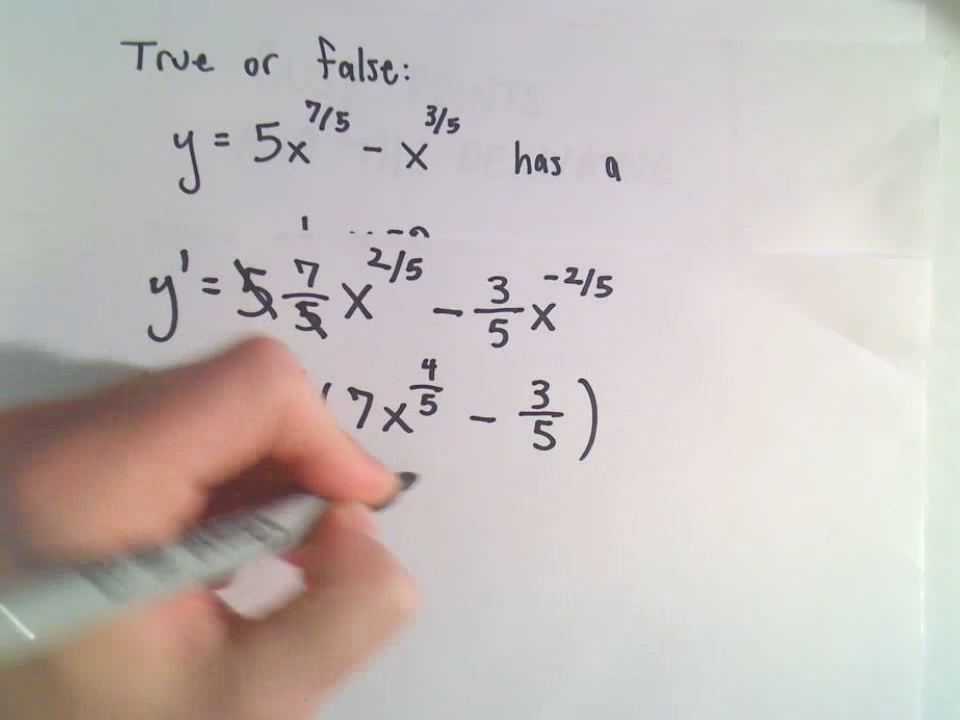 True or false:
y = 5x^{7/5} - x^{3/5} has a
y' = 5 7/5 x^{2/5} - 3/5 x^{-2/5}
7x^{4/5} - 3/5 )